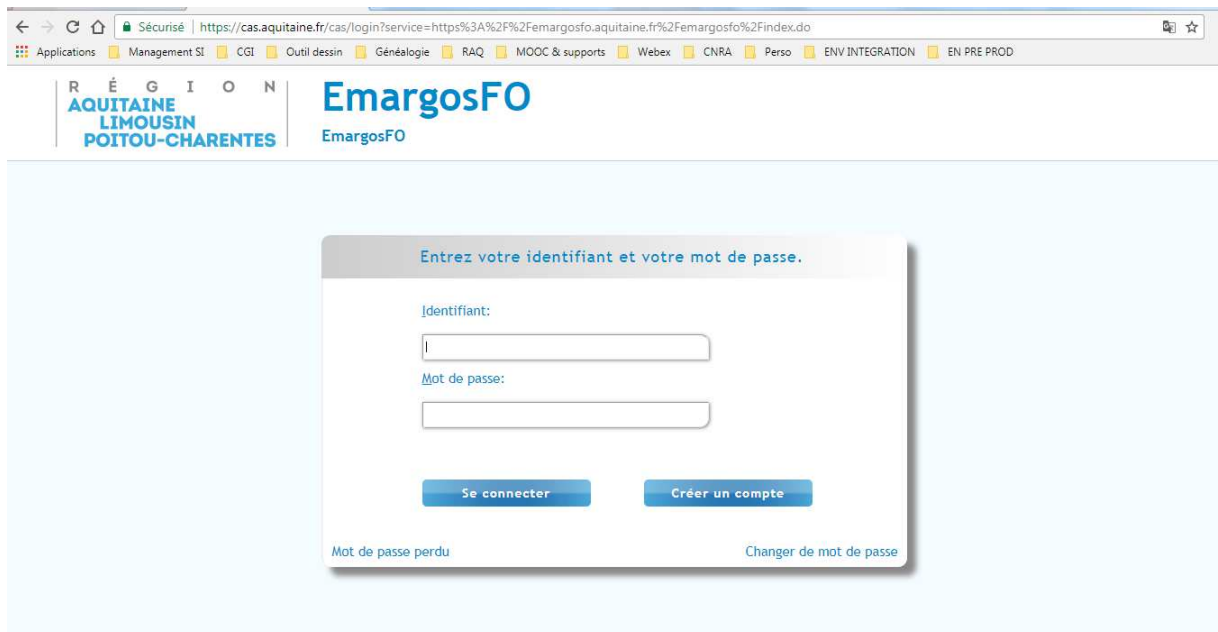 Sécurisé | https://cas.aquitaine.fr/cas/login?service=https%3A%2F%2Femargosfo.aquitaine.fr%2Femargosfo%2Findex.do
Applications Management SI CGI Outil dessin Généalogie RAQ MOOC & supports Webex CNRA Perso ENV INTEGRATION EN PRE PROD
RÉGION
AQUITAINE
LIMOUSIN
POITOU-CHARENTES
EmargosFO
EmargosFO
Entrez votre identifiant et votre mot de passe.
Identifiant:
Mot de passe:
Se connecter Créer un compte
Mot de passe perdu Changer de mot de passe